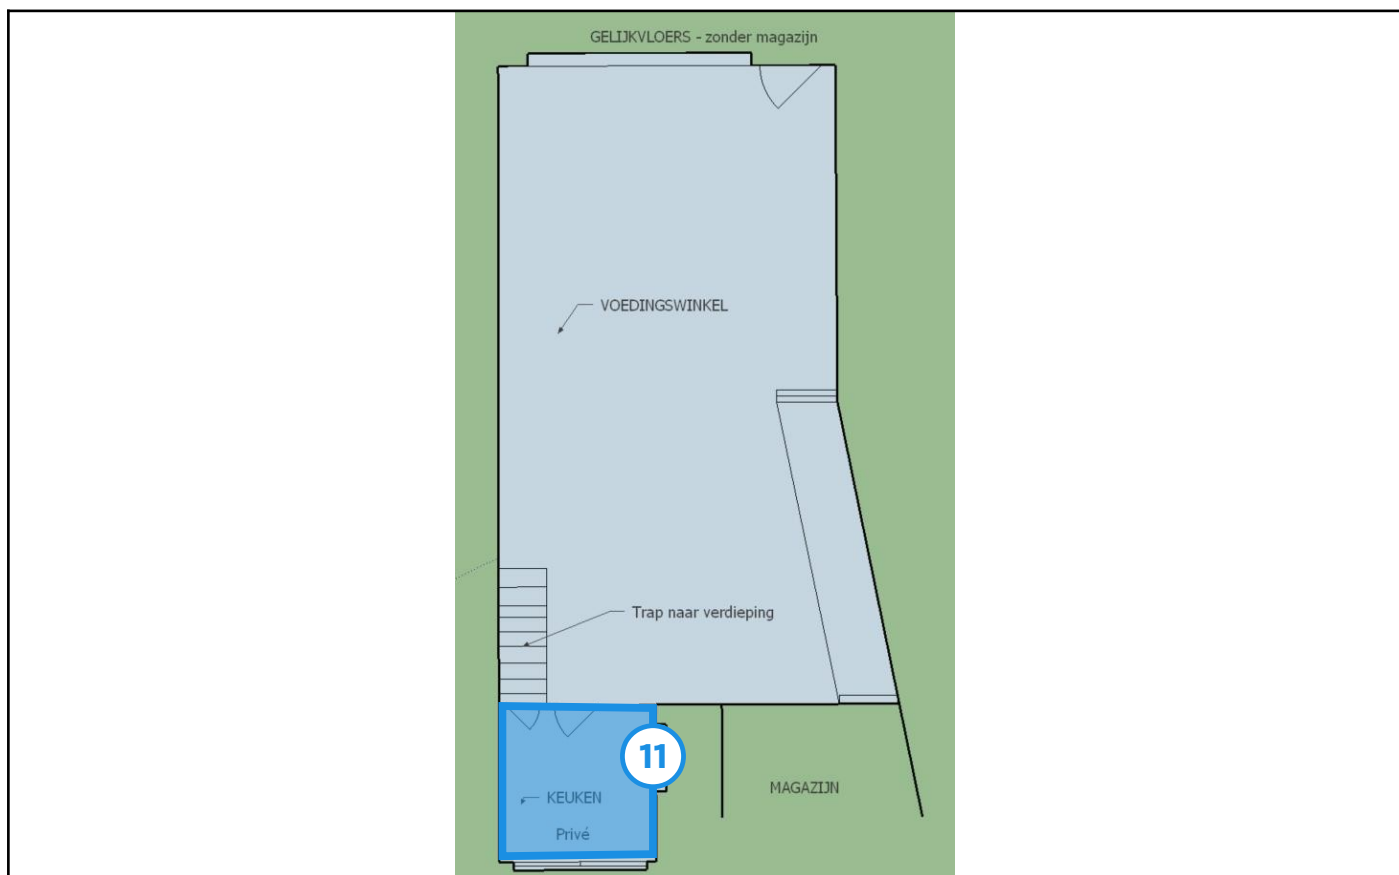 GELIJKVLOERS - zonder magazijn
VOEDINGSWINKEL
Trap naar verdieping
11
MAGAZIJN
KEUKEN
Privé